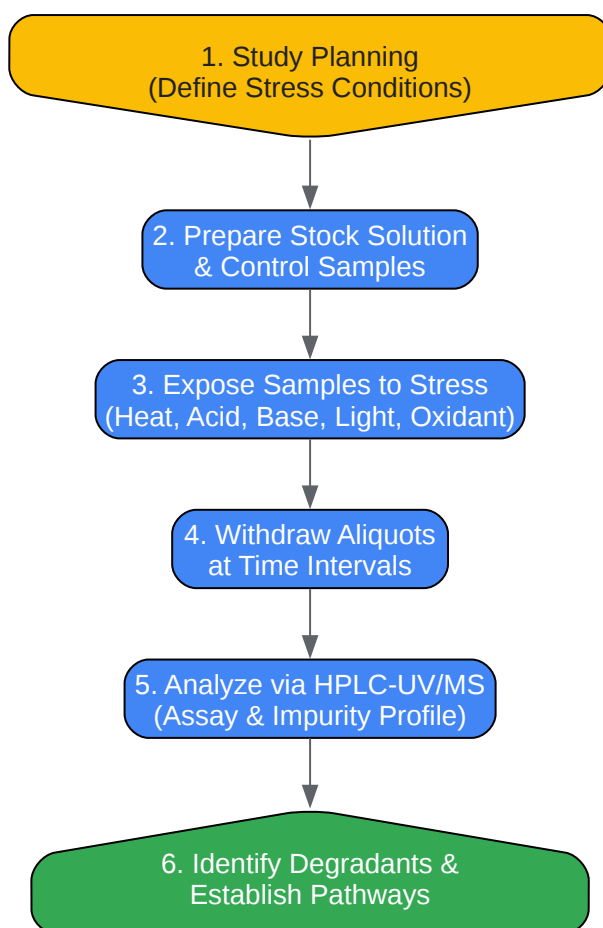 1. Study Planning
(Define Stress Conditions)
2. Prepare Stock Solution
& Control Samples
3. Expose Samples to Stress
(Heat, Acid, Base, Light, Oxidant)
4. Withdraw Aliquots
at Time Intervals
5. Analyze via HPLC-UV/MS
(Assay & Impurity Profile)
6. Identify Degradants &
Establish Pathways